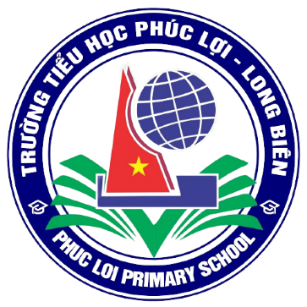 TRƯỜNG TIỂU HỌC PHÚC LỢI - LONG BIÊN
PHUC LOI PRIMARY SCHOOL